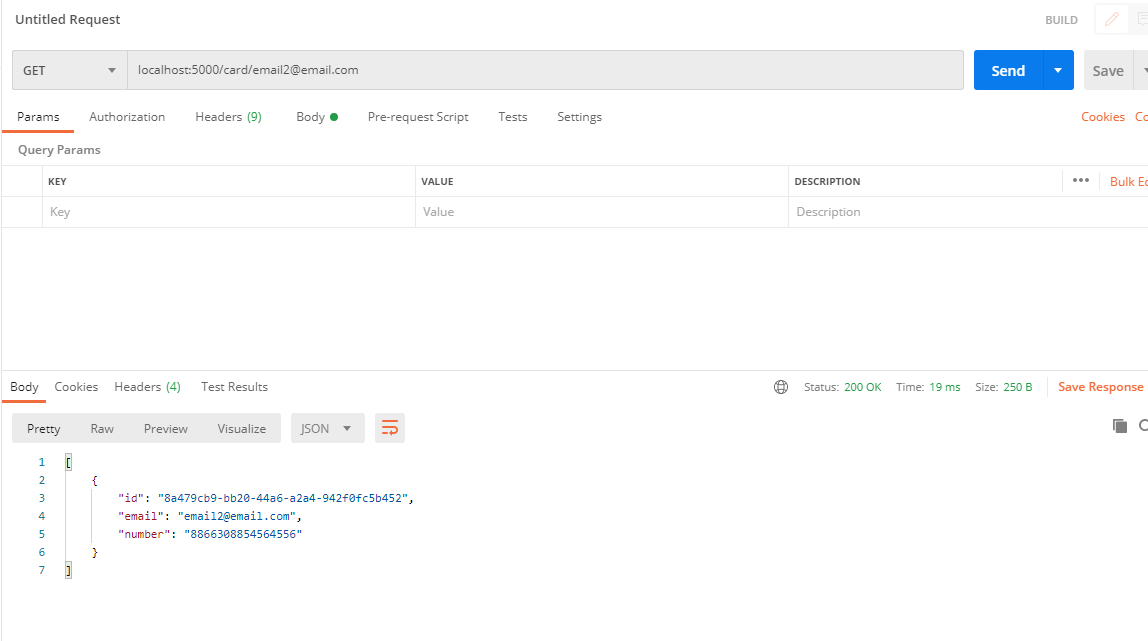 Untitled Request
BUILD
GET
localhost:5000/card/email2@email.com
Send
Save
Params
Authorization
Headers (9)
Body
Pre-request Script
Tests
Settings
Cookies
Query Params
KEY
VALUE
DESCRIPTION
Bulk
Key
Value
Description
Body
Cookies
Headers (4)
Test Results
Status: 200 OK
Time: 19 ms
Size: 250 B
Save Response
Pretty
Raw
Preview
Visualize
JSON
1 [
2 {
3 "id": "8a479cb9-bb20-44a6-a2a4-942f0fc5b452",
4 "email": "email2@email.com",
5 "number": "8866308854564556"
6 }
7 ]